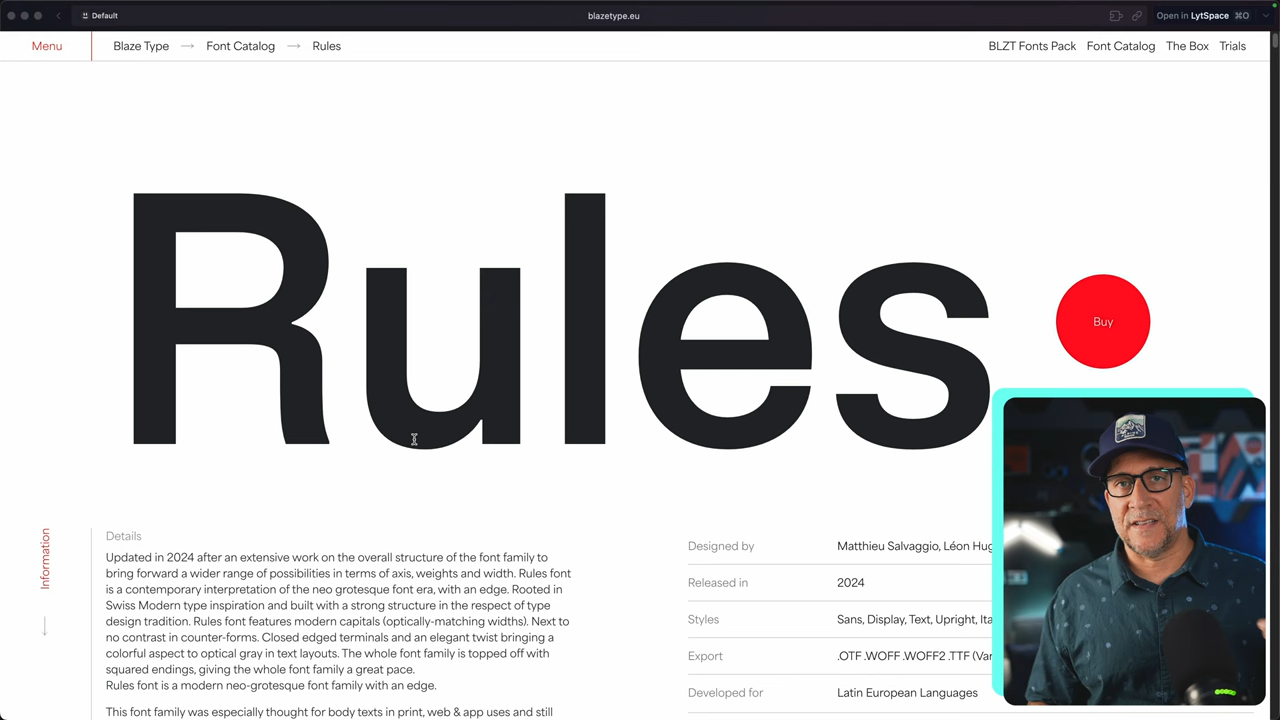 Default
blazetype.eu
Open in LytSpace ⌘O
Menu
Blaze Type → Font Catalog → Rules
BLZT Fonts Pack Font Catalog The Box Trials
Rules
Buy
Information
Details
Updated in 2024 after an extensive work on the overall structure of the font family to
bring forward a wider range of possibilities in terms of axis, weights and width. Rules font
is a contemporary interpretation of the neo grotesque font era, with an edge. Rooted in
Swiss Modern type inspiration and built with a strong structure in the respect of type
design tradition. Rules font features modern capitals (optically-matching widths). Next to
no contrast in counter-forms. Closed edged terminals and an elegant twist bringing a
colorful aspect to optical gray in text layouts. The whole font family is topped off with
squared endings, giving the whole font family a great pace.
Rules font is a modern neo-grotesque font family with an edge.
This font family was especially thought for body texts in print, web & app uses and still
Designed by Matthieu Salvaggio, Léon Hug
Released in 2024
Styles Sans, Display, Text, Upright, Ita
Export .OTF .WOFF .WOFF2 .TTF (Var
Developed for Latin European Languages